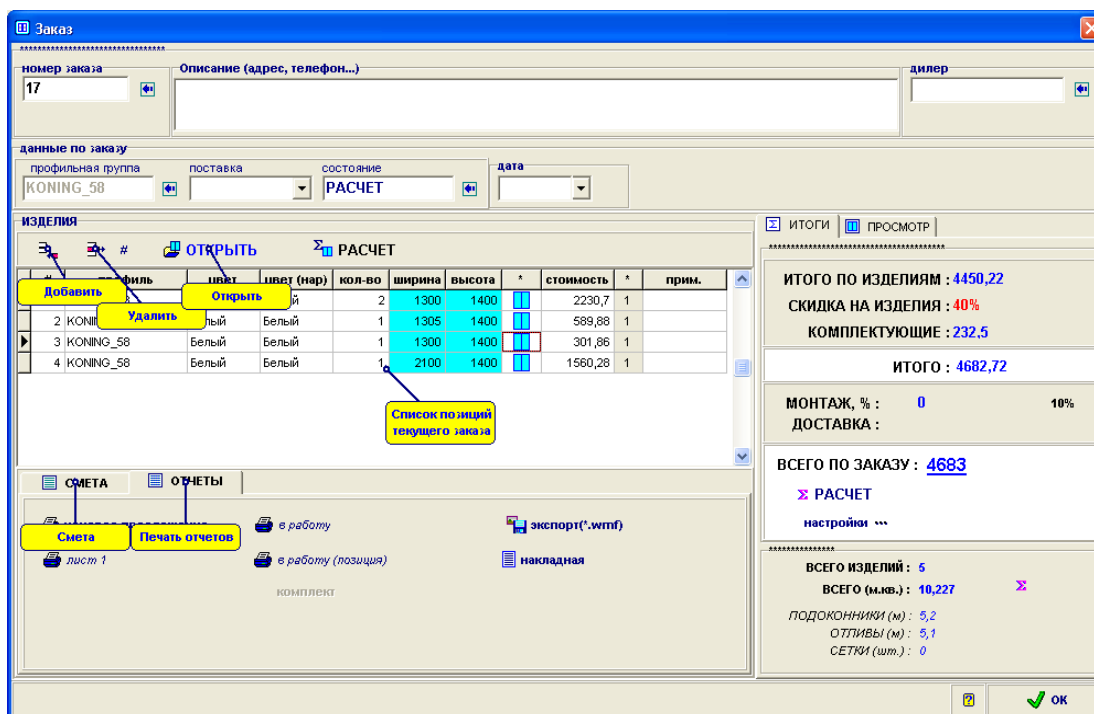 Заказ
номер заказа Описание (адрес, телефон...) дилер
17
данные по заказу
профильная группа поставка состояние дата
KONING_58 РАСЧЕТ
ИЗДЕЛИЯ ИТОГИ ПРОСМОТР
# ОТКРЫТЬ РАСЧЕТ
цвет цвет (нар) кол-во ширина высота * стоимость * прим.
Добавить Удалить Открыть
2 1300 1400 2230,7 1
2 Белый 1 1305 1400 589,88 1
3 KONING_58 Белый Белый 1 1300 1400 301,86 1
4 KONING_58 Белый Белый 1 2100 1400 1560,28 1
Список позиций
текущего заказа
СМЕТА ОТЧЕТЫ
Смета Печать отчетов
в работу экспорт(*.wmf)
лист 1 в работу (позиция) накладная
комплект
ИТОГО ПО ИЗДЕЛИЯМ : 4450,22
СКИДКА НА ИЗДЕЛИЯ : 40%
КОМПЛЕКТУЮЩИЕ : 232,5
ИТОГО : 4682,72
МОНТАЖ, % : 0 10%
ДОСТАВКА :
ВСЕГО ПО ЗАКАЗУ : 4683
Σ РАСЧЕТ
настройки ...
ВСЕГО ИЗДЕЛИЙ : 5
ВСЕГО (м.кв.) : 10,227 Σ
ПОДОКОННИКИ (м) : 5,2
ОТЛИВЫ (м) : 5,1
СЕТКИ (шт.) : 0
ОК